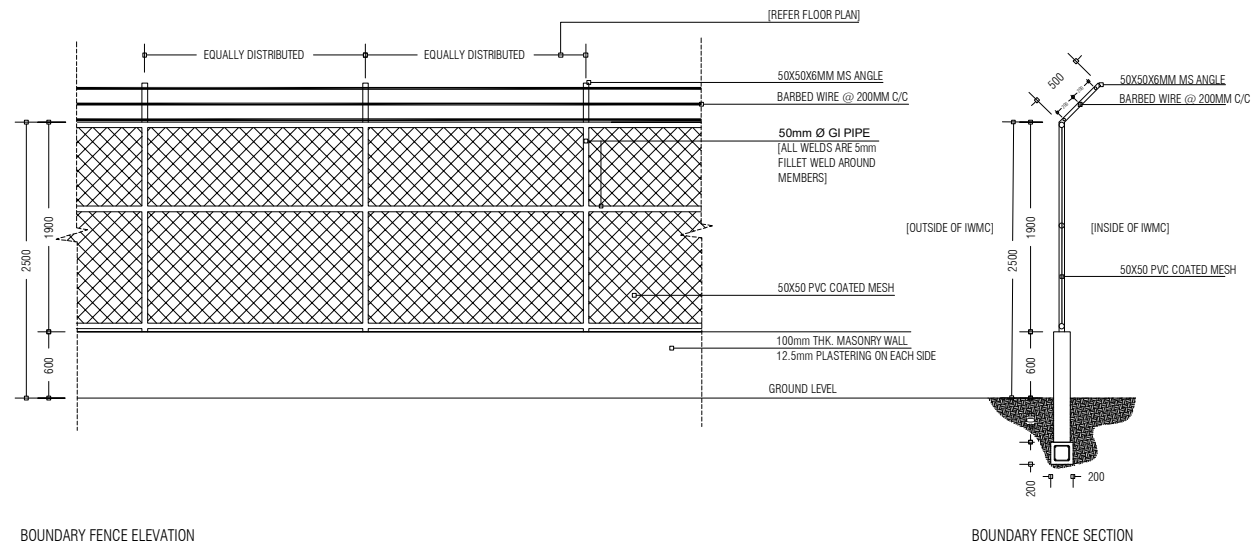 [REFER FLOOR PLAN]
EQUALLY DISTRIBUTED
EQUALLY DISTRIBUTED
50X50X6MM MS ANGLE
BARBED WIRE @ 200MM C/C
50mm Ø GI PIPE
[ALL WELDS ARE 5mm
FILLET WELD AROUND
MEMBERS]
2500
1900
600
50X50 PVC COATED MESH
100mm THK. MASONRY WALL
12.5mm PLASTERING ON EACH SIDE
GROUND LEVEL
500
50X50X6MM MS ANGLE
BARBED WIRE @ 200MM C/C
[OUTSIDE OF IWMC]
[INSIDE OF IWMC]
2500
1900
50X50 PVC COATED MESH
600
200
200
BOUNDARY FENCE ELEVATION
BOUNDARY FENCE SECTION